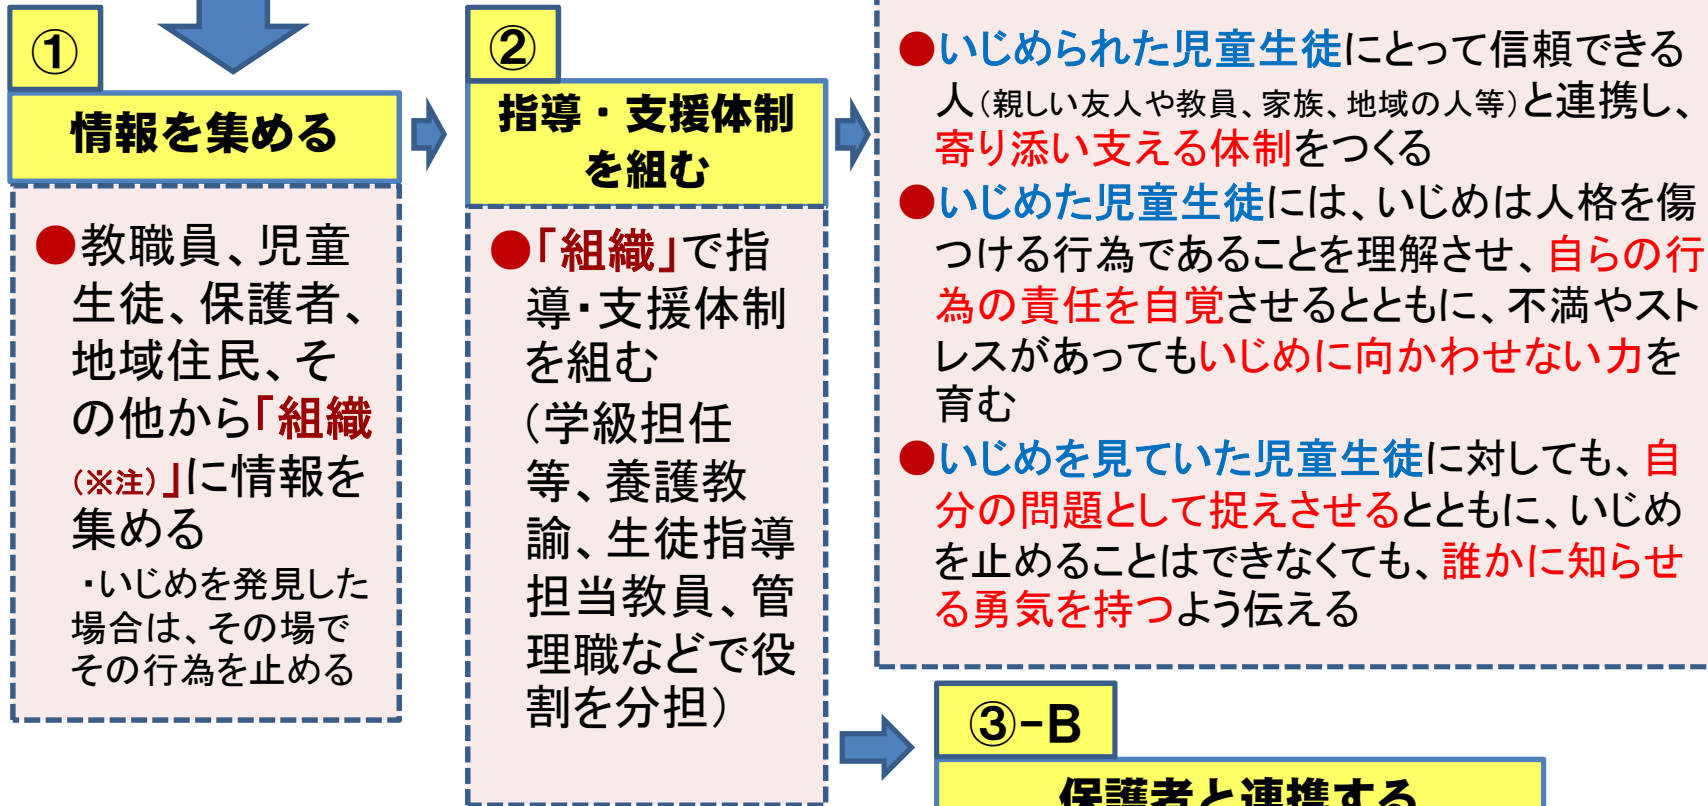 ①
情報を集める
●教職員、児童
生徒、保護者、
地域住民、そ
の他から「組織
(※注)」に情報を
集める
・いじめを発見した
場合は、その場で
その行為を止める
②
指導・支援体制
を組む
●「組織」で指
導・支援体制
を組む
(学級担任
等、養護教
諭、生徒指導
担当教員、管
理職などで役
割を分担)
●いじめられた児童生徒にとって信頼できる
人(親しい友人や教員、家族、地域の人等)と連携し、
寄り添い支える体制をつくる
●いじめた児童生徒には、いじめは人格を傷
つける行為であることを理解させ、自らの行
為の責任を自覚させるとともに、不満やスト
レスがあってもいじめに向かわせない力を
育む
●いじめを見ていた児童生徒に対しても、自
分の問題として捉えさせるとともに、いじめ
を止めることはできなくても、誰かに知らせ
る勇気を持つよう伝える
③-B
保護者と連携する